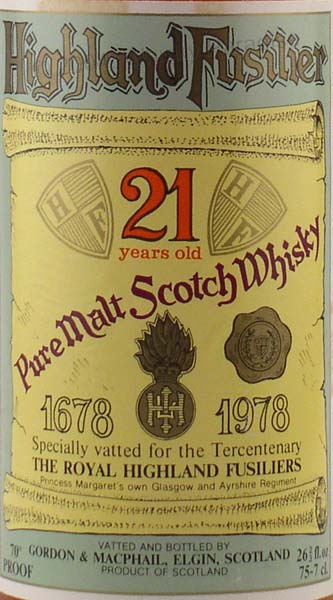 Highland Fusilier
H F
H F
21
years old
Pure Malt Scotch Whisky
1678 1978
Specially vatted for the Tercentenary
THE ROYAL HIGHLAND FUSILIERS
Princess Margaret's own Glasgow and Ayrshire Regiment
VATTED AND BOTTLED BY
70° PROOF
GORDON & MACPHAIL, ELGIN, SCOTLAND
PRODUCT OF SCOTLAND
26⅔ fl. oz
75-7 cl.